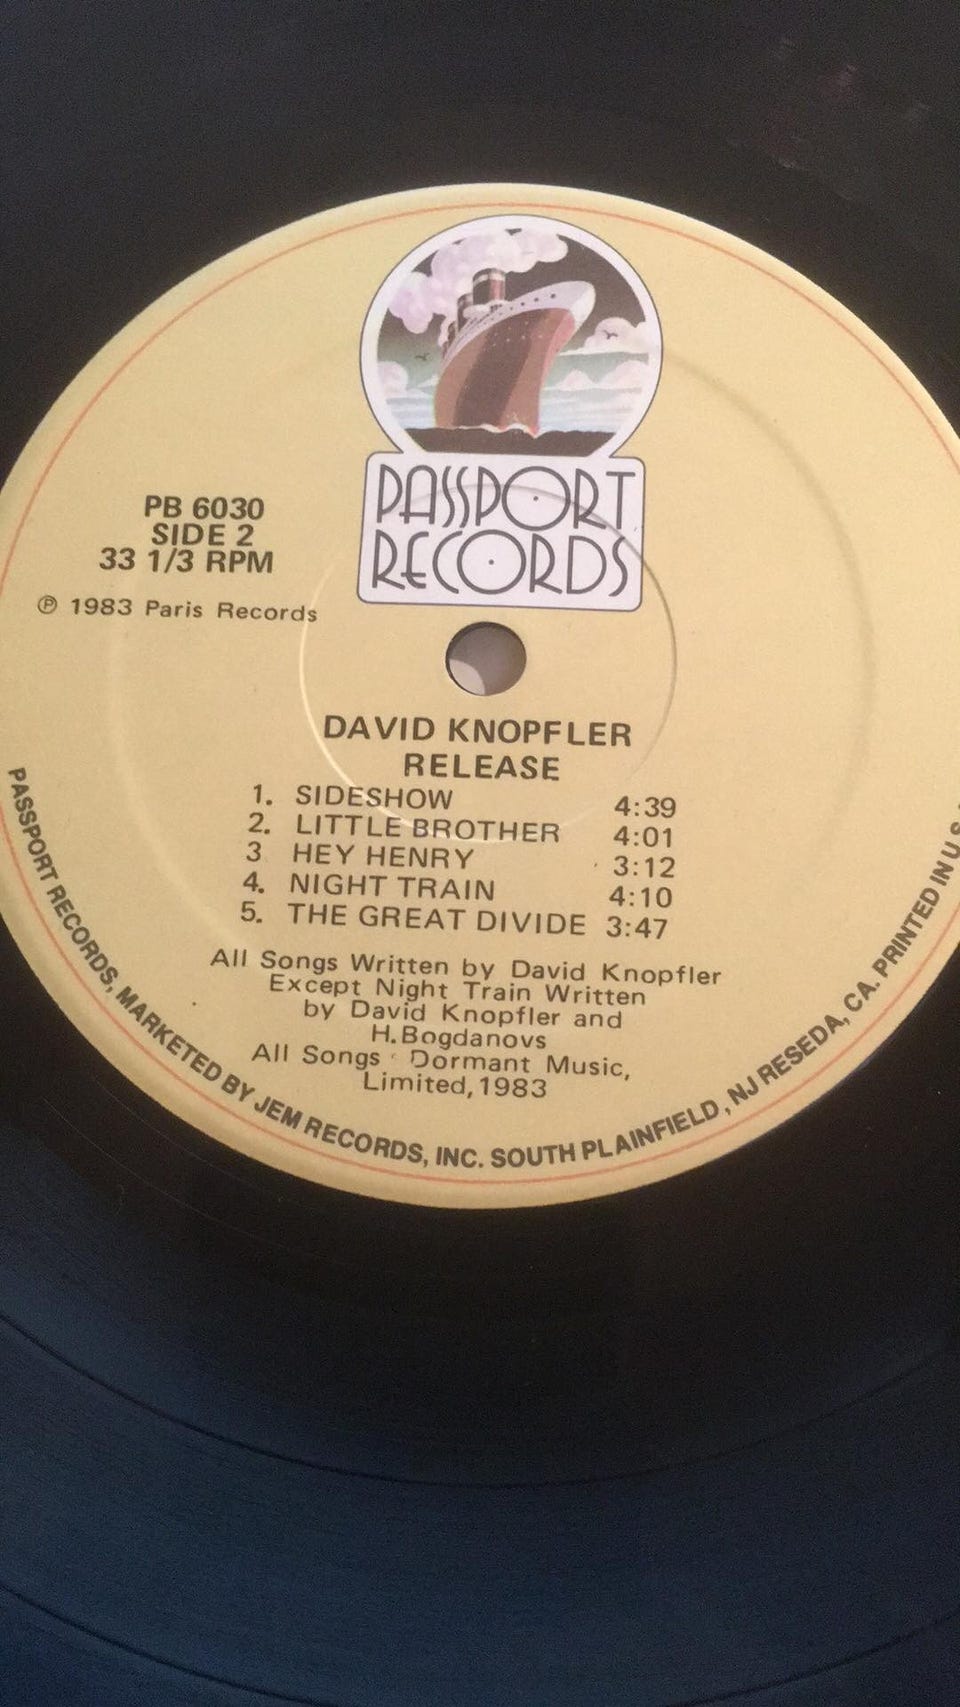 PASSPORT
RECORDS
PB 6030
SIDE 2
33 1/3 RPM
℗ 1983 Paris Records
DAVID KNOPFLER
RELEASE
1. SIDESHOW 4:39
2. LITTLE BROTHER 4:01
3 HEY HENRY 3:12
4. NIGHT TRAIN 4:10
5. THE GREAT DIVIDE 3:47
All Songs Written by David Knopfler
Except Night Train Written
by David Knopfler and
H.Bogdanovs
All Songs Dormant Music,
Limited, 1983
PASSPORT RECORDS, MARKETED BY JEM RECORDS, INC. SOUTH PLAINFIELD, NJ RESEDA, CA. PRINTED IN U.S.